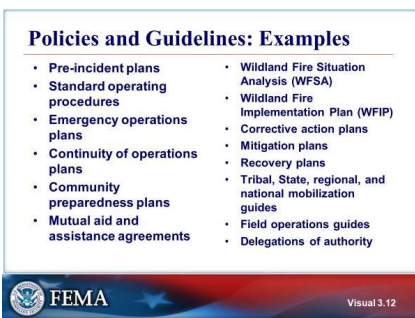 Policies and Guidelines: Examples
• Pre-incident plans
• Standard operating
procedures
• Emergency operations
plans
• Continuity of operations
plans
• Community
preparedness plans
• Mutual aid and
assistance agreements
• Wildland Fire Situation
Analysis (WFSA)
• Wildland Fire
Implementation Plan (WFIP)
• Corrective action plans
• Mitigation plans
• Recovery plans
• Tribal, State, regional, and
national mobilization
guides
• Field operations guides
• Delegations of authority
FEMA
Visual 3.12